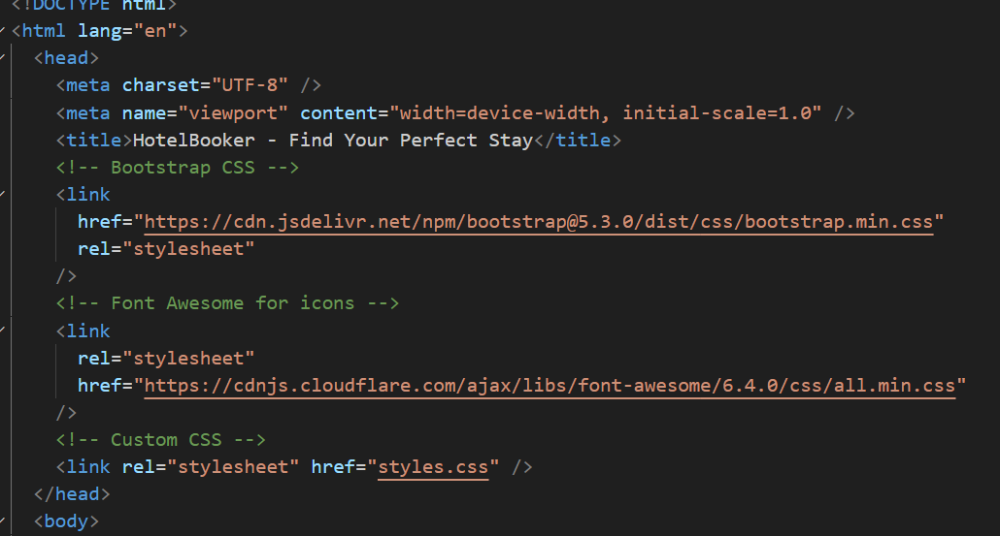 <!DOCTYPE html>
<html lang="en">
<head>
<meta charset="UTF-8" />
<meta name="viewport" content="width=device-width, initial-scale=1.0" />
<title>HotelBooker - Find Your Perfect Stay</title>
<!-- Bootstrap CSS -->
<link
href="https://cdn.jsdelivr.net/npm/bootstrap@5.3.0/dist/css/bootstrap.min.css"
rel="stylesheet"
/>
<!-- Font Awesome for icons -->
<link
rel="stylesheet"
href="https://cdnjs.cloudflare.com/ajax/libs/font-awesome/6.4.0/css/all.min.css"
/>
<!-- Custom CSS -->
<link rel="stylesheet" href="styles.css" />
</head>
<body>